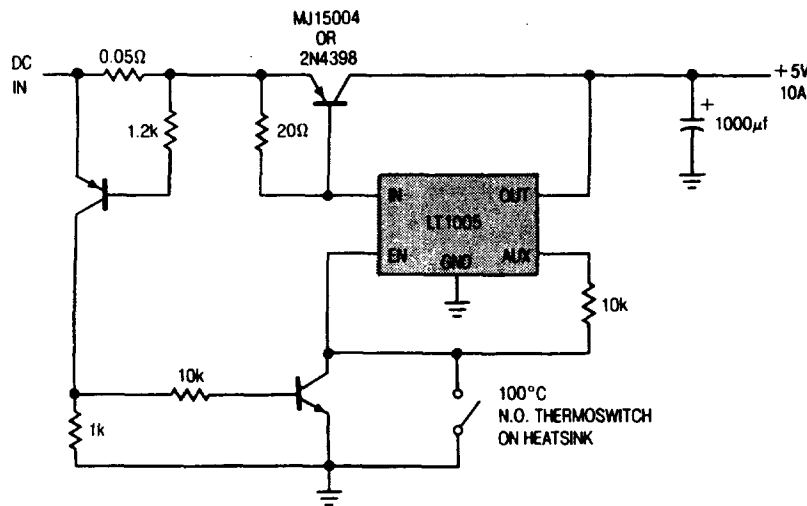 MJ15004
OR
2N4398
DC
IN
0.05Ω
+5V
10A
1.2k
20Ω
+
1000µf
IN
OUT
LT1005
EN
GND
AUX
10k
10k
1k
100°C
N.O. THERMOSWITCH
ON HEATSINK